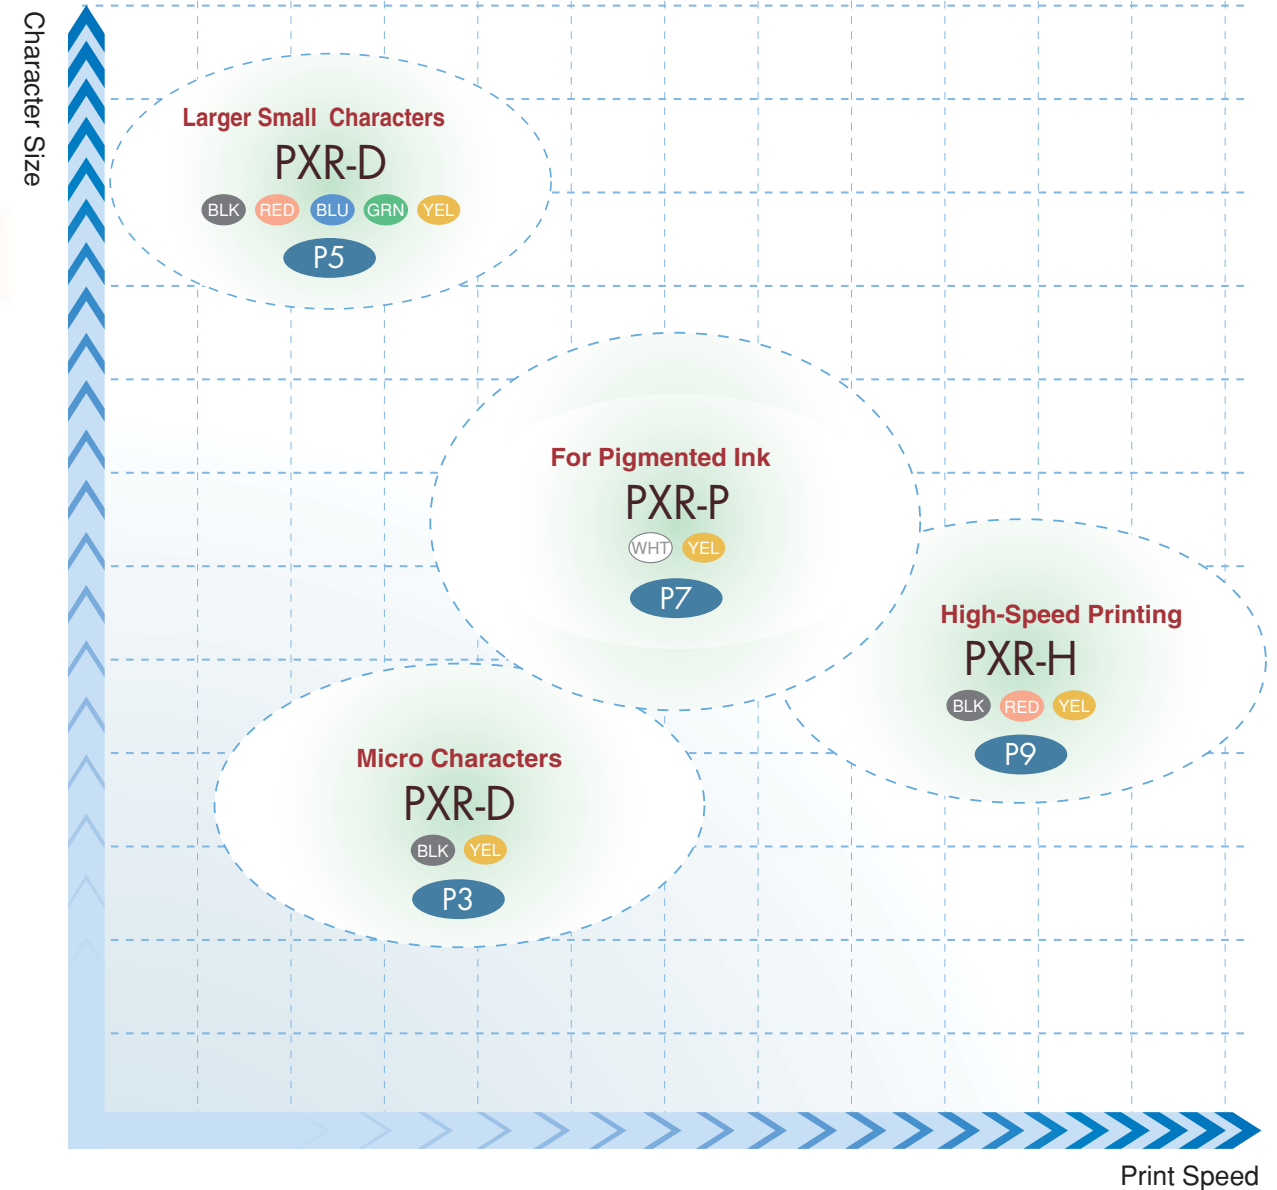 Character Size
Larger Small Characters
PXR-D
BLK RED BLU GRN YEL
P5
For Pigmented Ink
PXR-P
WHT YEL
P7
High-Speed Printing
PXR-H
BLK RED YEL
P9
Micro Characters
PXR-D
BLK YEL
P3
Print Speed